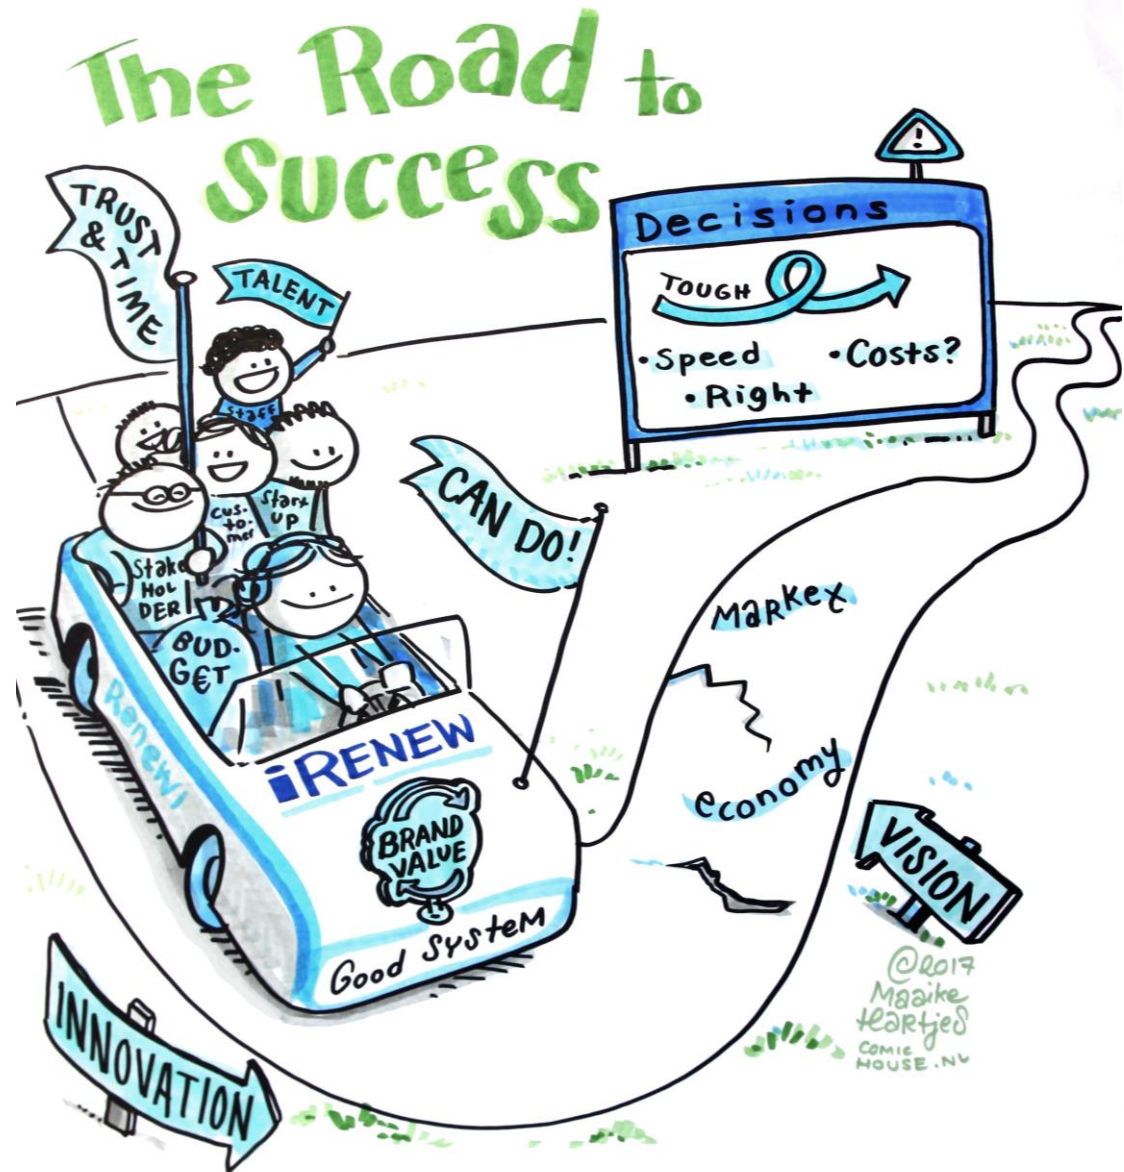 The Road to
Success
TRUST
& TIME
TALENT
Staff
Decisions
TOUGH
• Speed
• Costs?
• Right
CAN DO!
Stake
HOL
DER
CUS-
to-
mer
Start
UP
BUD-
G€T
Renewi
iRENEW
BRAND
VALUE
Good System
Market
economy
VISION
INNOVATION
©2017
Maaike
Hartjes
COMIC
HOUSE.NL